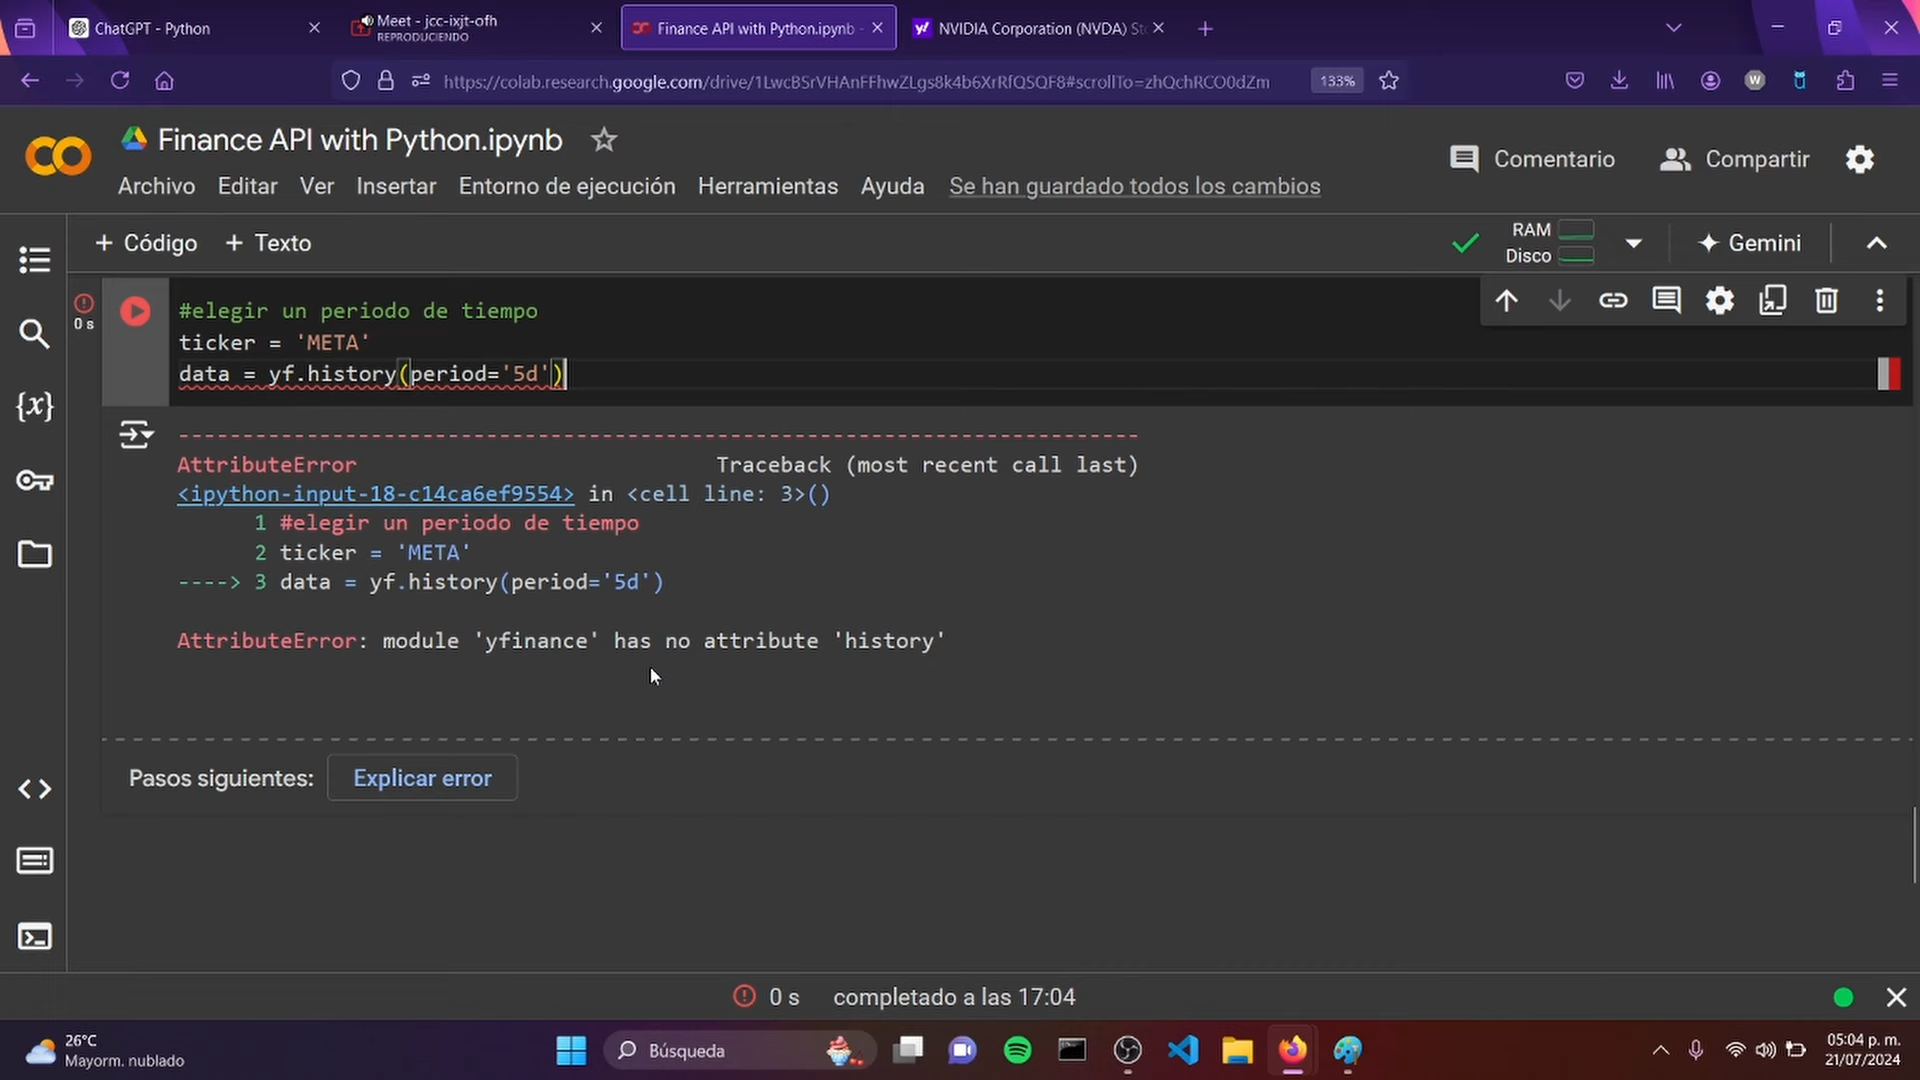 ChatGPT - Python
Meet - jcc-ixjt-ofh
REPRODUCIENDO
Finance API with Python.ipynb -
NVIDIA Corporation (NVDA) Sto
https://colab.research.google.com/drive/1LwcBSrVHAnFFhwZLgs8k4b6XrRfQSQF8#scrollTo=zhQchRCO0dZm
133%
W
Finance API with Python.ipynb
Comentario
Compartir
Archivo Editar Ver Insertar Entorno de ejecución Herramientas Ayuda Se han guardado todos los cambios
+ Código + Texto
RAM
Disco
Gemini
0 s
#elegir un periodo de tiempo
ticker = 'META'
data = yf.history(period='5d')
---------------------------------------------------------------------------
AttributeError Traceback (most recent call last)
<ipython-input-18-c14ca6ef9554> in <cell line: 3>()
1 #elegir un periodo de tiempo
2 ticker = 'META'
----> 3 data = yf.history(period='5d')
AttributeError: module 'yfinance' has no attribute 'history'
Pasos siguientes: Explicar error
0 s completado a las 17:04
26°C
Mayorm. nublado
Búsqueda
05:04 p. m.
21/07/2024